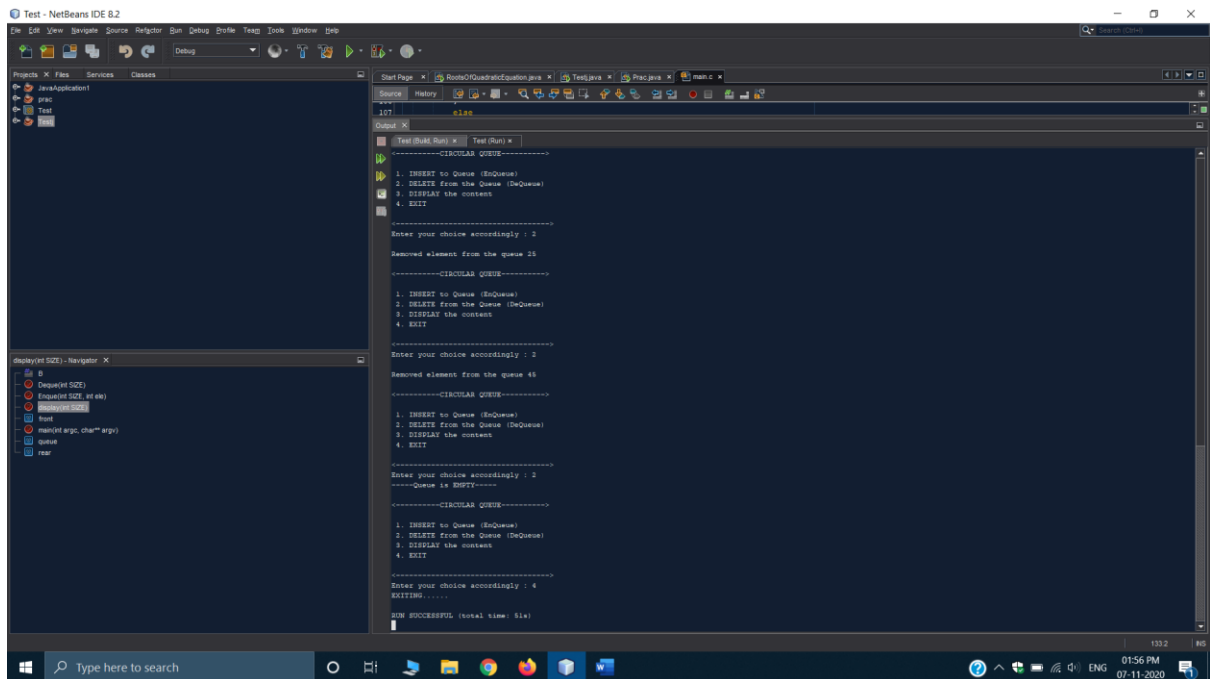 Test - NetBeans IDE 8.2
File Edit View Navigate Source Refactor Run Debug Profile Team Tools Window Help
Search (Ctrl+I)
Debug
Projects X Files Services Classes
JavaApplication1
prac
Test
Testj
Start Page RootsOfQuadraticEquation.java Testj.java Prac.java main.c
Source History
107 else
Output
Test (Build, Run) Test (Run)
<----------CIRCULAR QUEUE---------->
1. INSERT to Queue (EnQueue)
2. DELETE from the Queue (DeQueue)
3. DISPLAY the content
4. EXIT
<---------------------------------->
Enter your choice accordingly : 2
Removed element from the queue 25
<----------CIRCULAR QUEUE---------->
1. INSERT to Queue (EnQueue)
2. DELETE from the Queue (DeQueue)
3. DISPLAY the content
4. EXIT
<---------------------------------->
Enter your choice accordingly : 2
Removed element from the queue 45
<----------CIRCULAR QUEUE---------->
1. INSERT to Queue (EnQueue)
2. DELETE from the Queue (DeQueue)
3. DISPLAY the content
4. EXIT
<---------------------------------->
Enter your choice accordingly : 2
-----Queue is EMPTY-----
<----------CIRCULAR QUEUE---------->
1. INSERT to Queue (EnQueue)
2. DELETE from the Queue (DeQueue)
3. DISPLAY the content
4. EXIT
<---------------------------------->
Enter your choice accordingly : 4
EXITING......
RUN SUCCESSFUL (total time: 51s)
display(int SIZE) - Navigator X
B
Deque(int SIZE)
Enque(int SIZE, int ele)
display(int SIZE)
front
main(int argc, char** argv)
queue
rear
133:2 INS
Type here to search
ENG
01:56 PM
07-11-2020